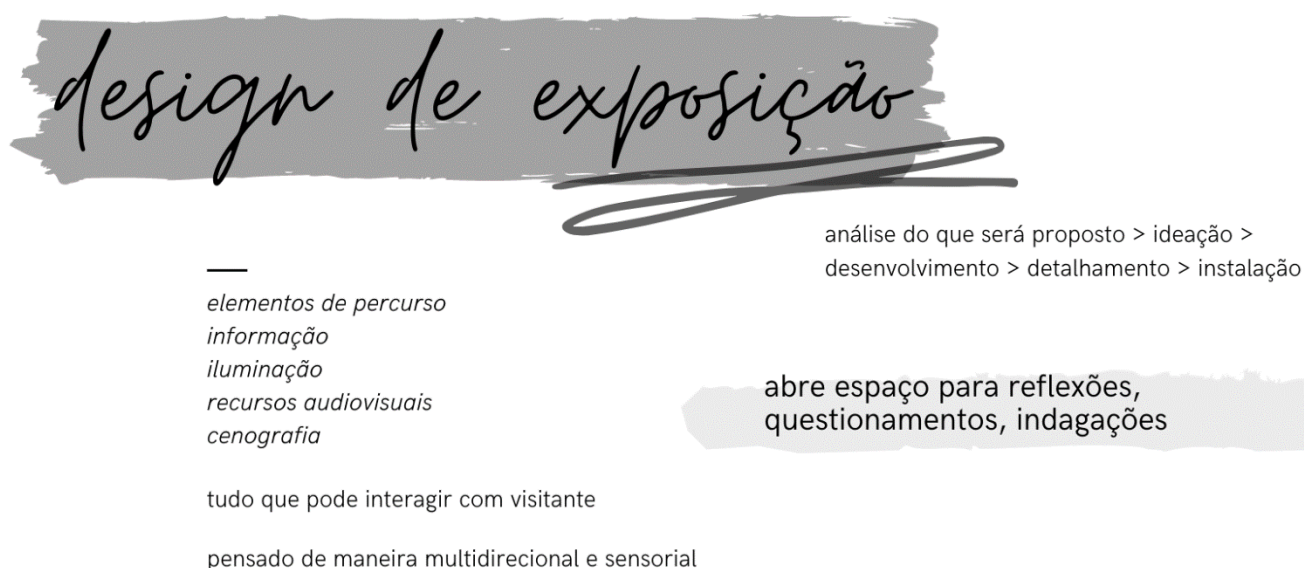 design de exposição
análise do que será proposto > ideação >
desenvolvimento > detalhamento > instalação
elementos de percurso
informação
iluminação
recursos audiovisuais
cenografia
abre espaço para reflexões,
questionamentos, indagações
tudo que pode interagir com visitante
pensado de maneira multidirecional e sensorial